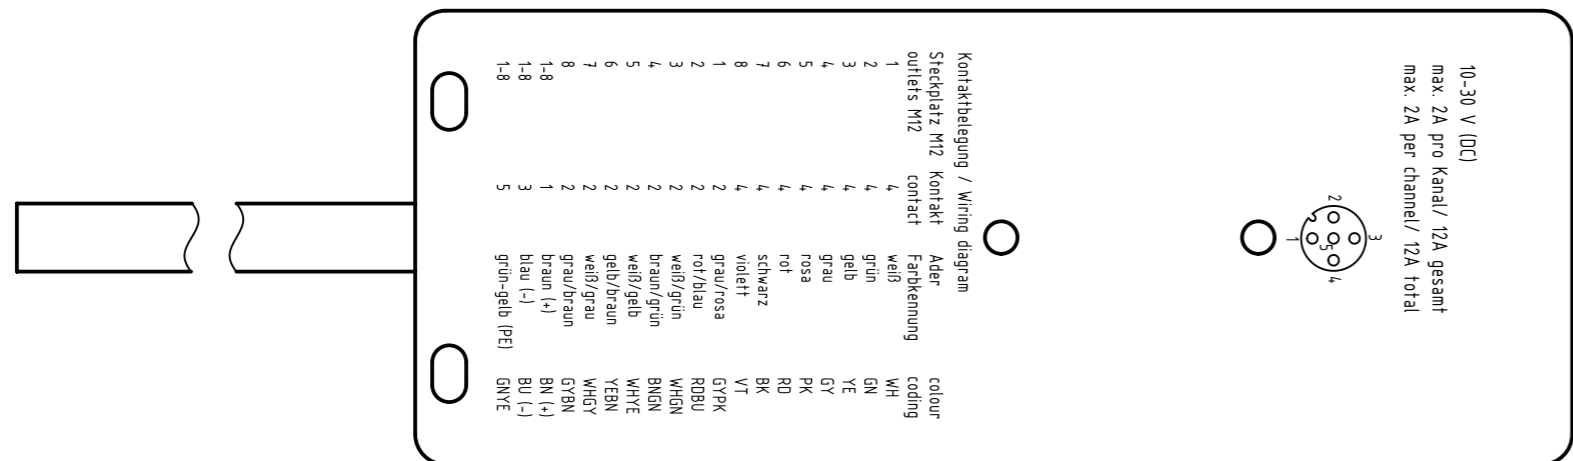 10-30 V (DC)
max. 2A pro Kanal/ 12A gesamt
max. 2A per channel/ 12A total
3
2
4
5
1
Kontaktbelegung / Wiring diagram
Steckplatz M12 Kontakt Ader colour
outlets M12 contact Farbkennung coding
1 4 weiß WH
2 4 grün GN
3 4 gelb YE
4 4 grau GY
5 4 rosa PK
6 4 rot RD
7 4 schwarz BK
8 4 violett VT
1 2 grau/rosa GYPK
2 2 rot/blau RDBU
3 2 weiß/grün WHGN
4 2 braun/grün BNGN
5 2 weiß/gelb WHYE
6 2 gelb/braun YEBN
7 2 weiß/grau WHGY
8 2 grau/braun GYBN
1-8 1 braun (+) BN (+)
1-8 3 blau (-) BU (-)
1-8 5 grün-gelb (PE) GNYE